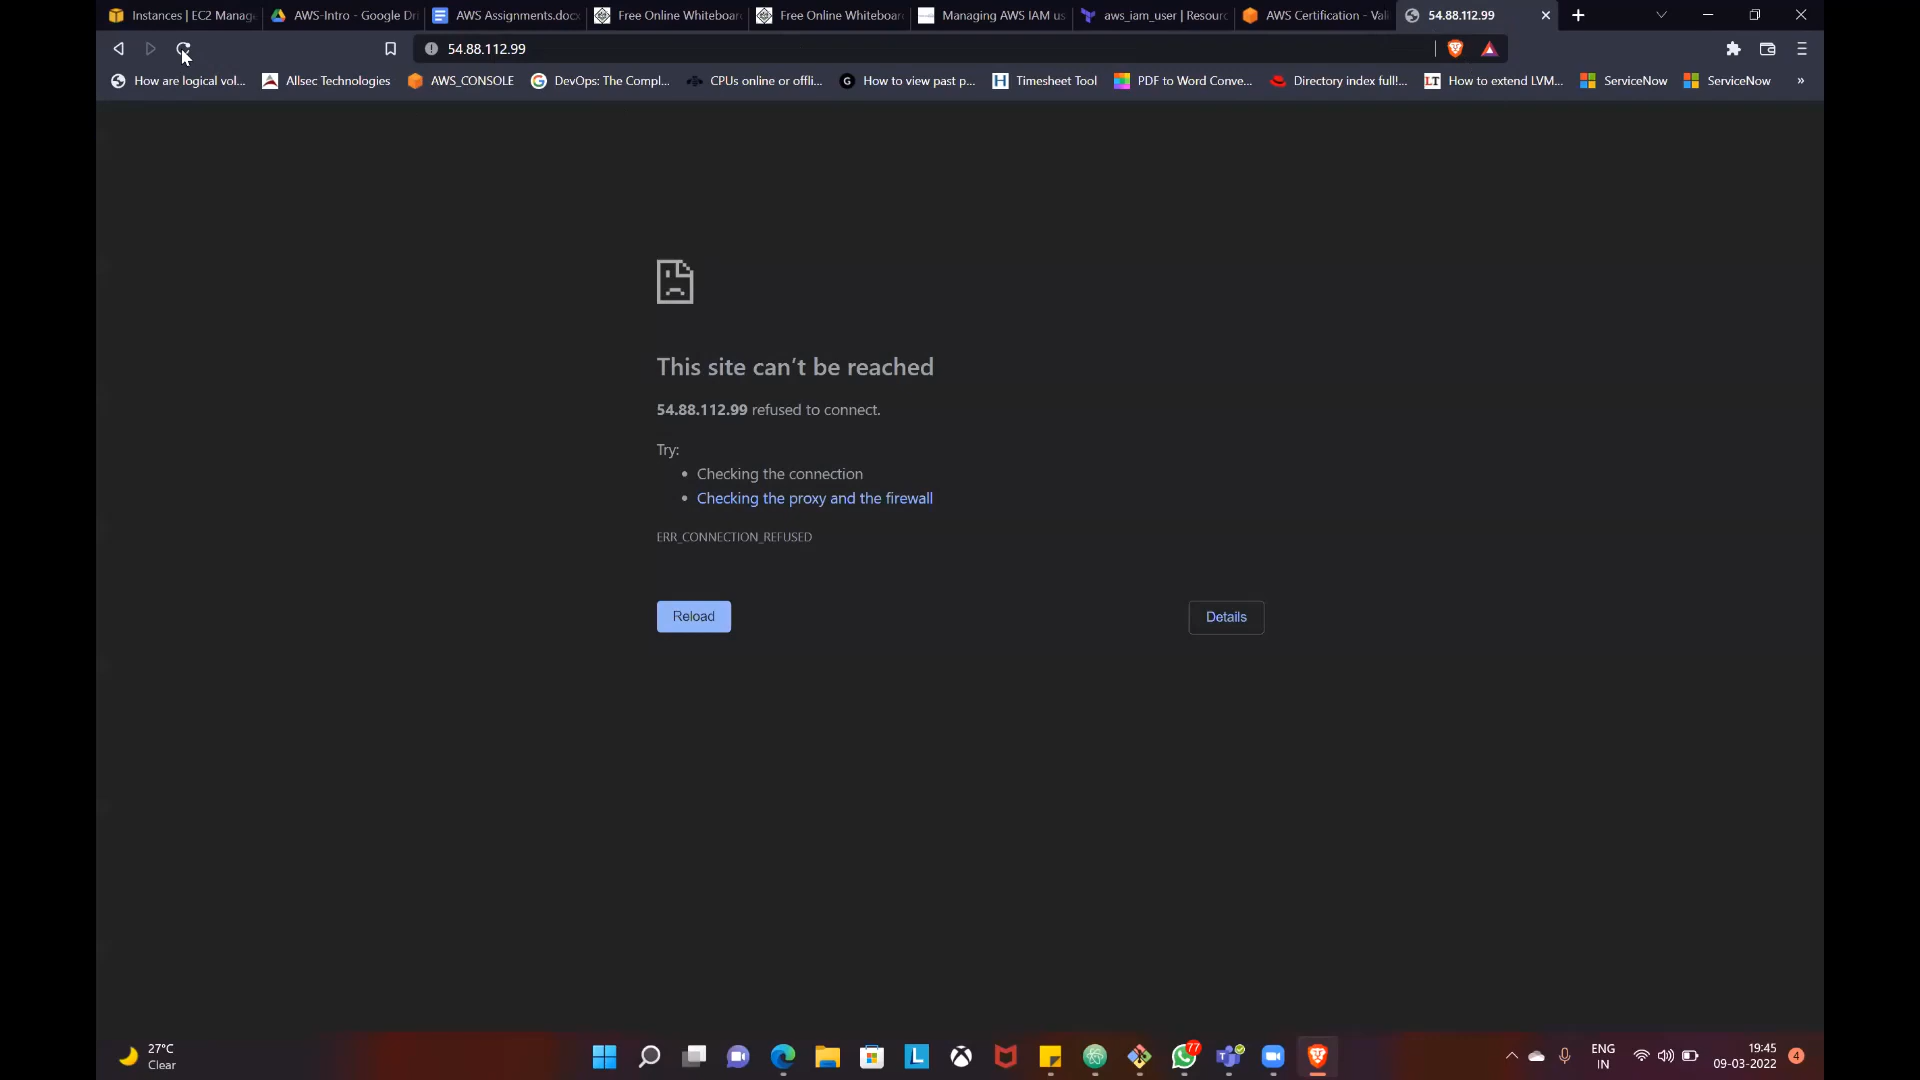 Instances | EC2 Manag
AWS-Intro - Google Dri
AWS Assignments.docx
Free Online Whiteboar
Free Online Whiteboar
Managing AWS IAM us
aws_iam_user | Resour
AWS Certification - Vali
54.88.112.99
54.88.112.99
How are logical vol...
Allsec Technologies
AWS_CONSOLE
DevOps: The Compl...
CPUs online or offli...
How to view past p...
Timesheet Tool
PDF to Word Conve...
Directory index full!...
How to extend LVM...
ServiceNow
ServiceNow
»
This site can't be reached
54.88.112.99 refused to connect.
Try:
• Checking the connection
• Checking the proxy and the firewall
ERR_CONNECTION_REFUSED
Reload
Details
27°C
Clear
77
ENG
IN
19:45
09-03-2022
4